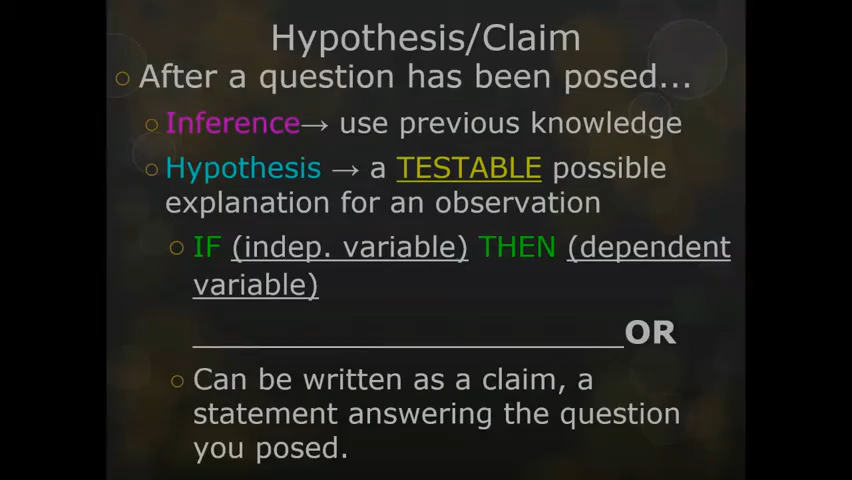 Hypothesis/Claim
After a question has been posed...
Inference→ use previous knowledge
Hypothesis → a TESTABLE possible
explanation for an observation
IF (indep. variable) THEN (dependent
variable)
___________________________OR
Can be written as a claim, a
statement answering the question
you posed.